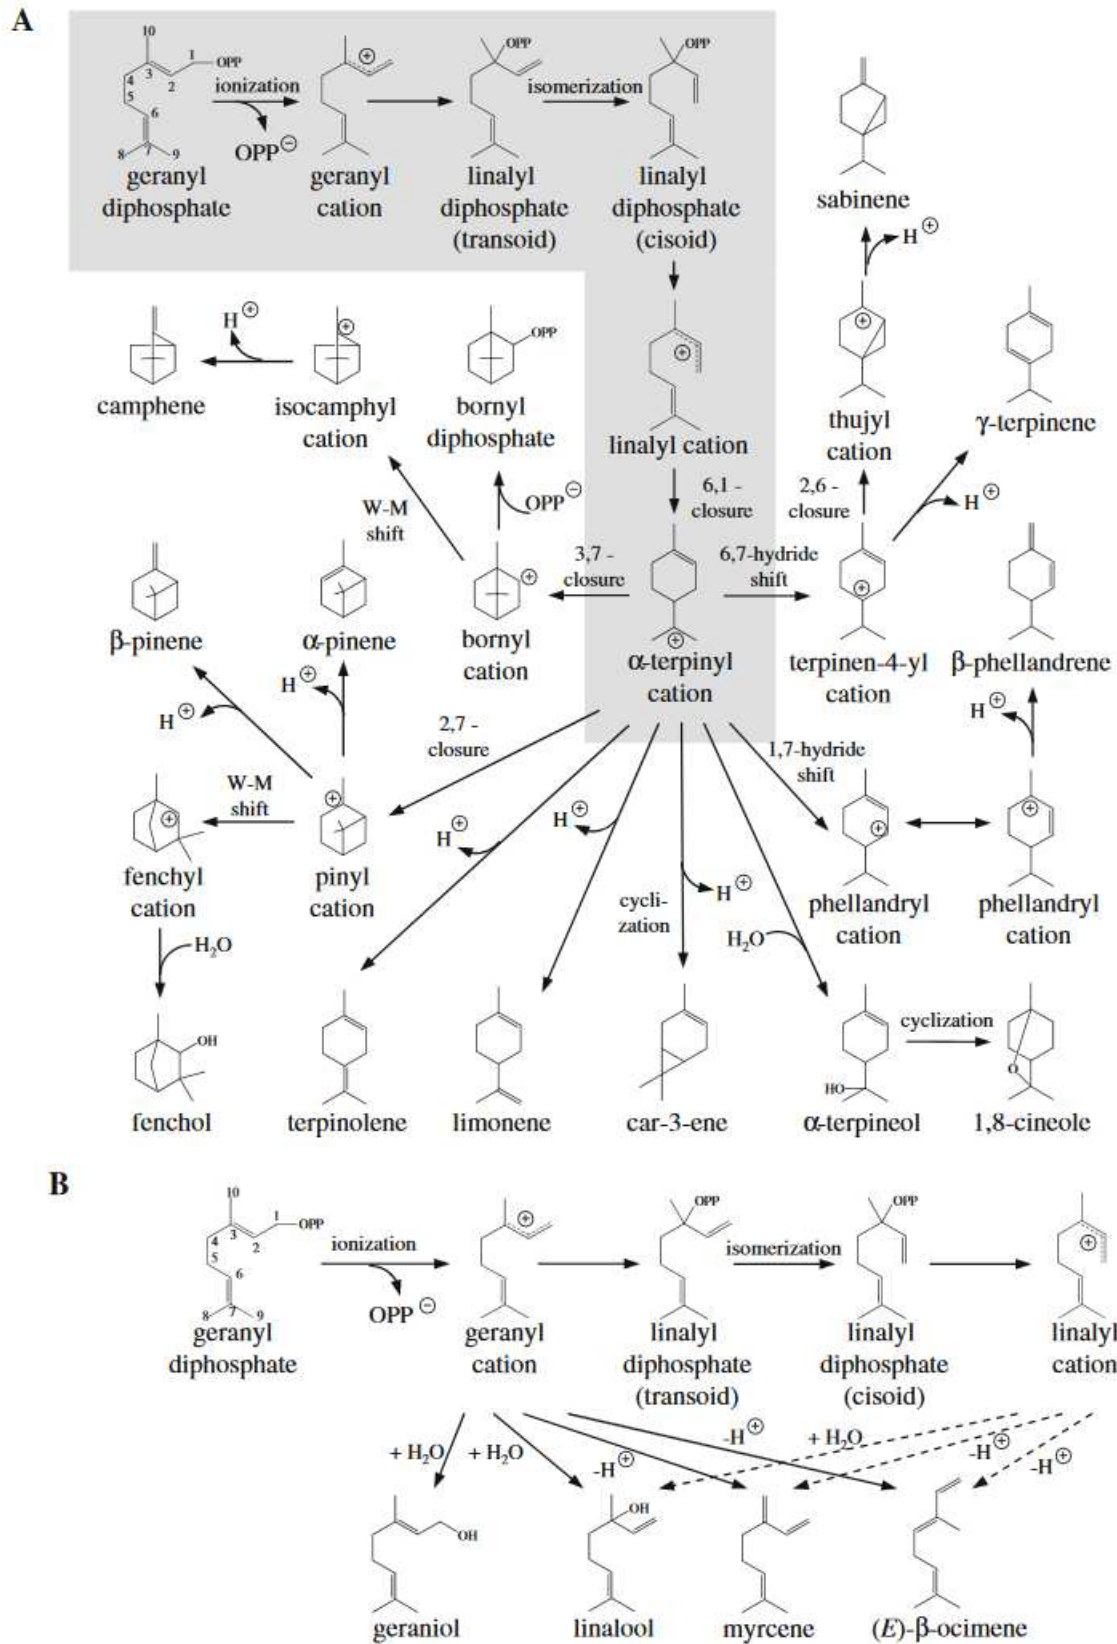 A
10
1
OPP
3
2
4
5
6
7
8
9
ionization
OPP⊖
geranyl
diphosphate
⊕
geranyl
cation
OPP
linalyl
diphosphate
(transoid)
isomerization
OPP
linalyl
diphosphate
(cisoid)
sabinene
H⊕
⊕
thujyl
cation
γ-terpinene
H⊕
camphene
H⊕
⊕
isocamphyl
cation
OPP
bornyl
diphosphate
⊕
linalyl cation
W-M
shift
OPP⊖
6,1 -
closure
2,6 -
closure
β-pinene
α-pinene
⊕
bornyl
cation
3,7 -
closure
⊕
α-terpinyl
cation
6,7-hydride
shift
⊕
terpinen-4-yl
cation
β-phellandrene
H⊕
H⊕
H⊕
2,7 -
closure
1,7-hydride
shift
W-M
shift
⊕
fenchyl
cation
⊕
pinyl
cation
H⊕
H⊕
cycli-
zation
H⊕
H2O
⊕
phellandryl
cation
⊕
phellandryl
cation
H2O
OH
fenchol
terpinolene
limonene
car-3-ene
HO
α-terpineol
cyclization
O
1,8-cineole
B
10
1
OPP
3
2
4
5
6
7
8
9
geranyl
diphosphate
ionization
OPP⊖
⊕
geranyl
cation
OPP
linalyl
diphosphate
(transoid)
isomerization
OPP
linalyl
diphosphate
(cisoid)
⊕
linalyl
cation
+ H2O
+ H2O
-H⊕
-H⊕
+ H2O
-H⊕
-H⊕
OH
geraniol
OH
linalool
myrcene
(E)-β-ocimene